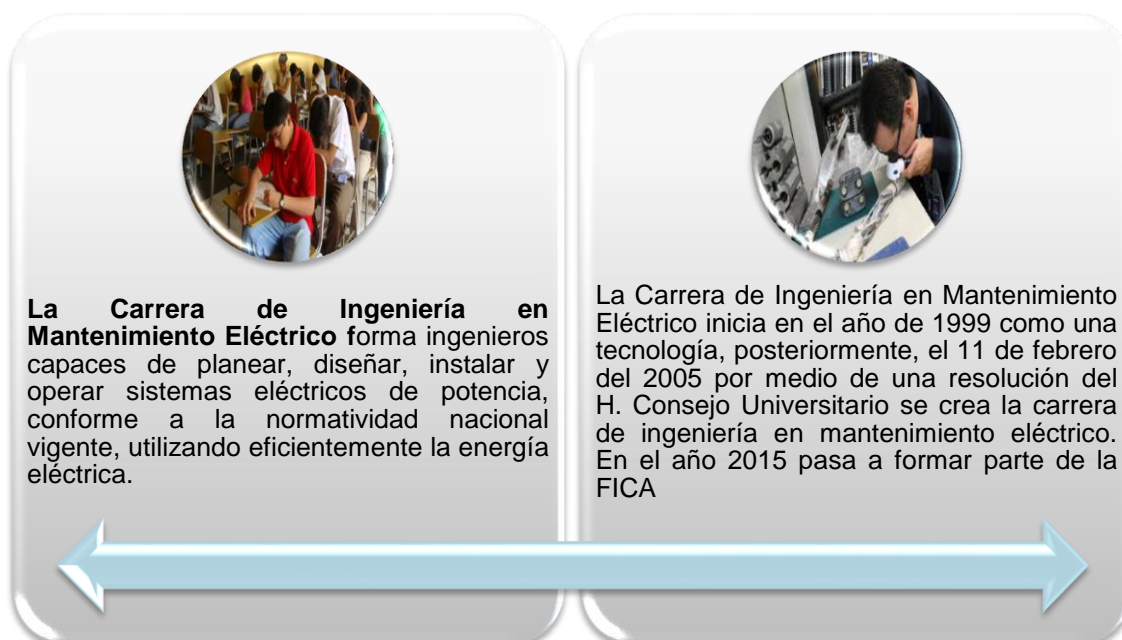 La Carrera de Ingeniería en
Mantenimiento Eléctrico forma ingenieros
capaces de planear, diseñar, instalar y
operar sistemas eléctricos de potencia,
conforme a la normatividad nacional
vigente, utilizando eficientemente la energía
eléctrica.
La Carrera de Ingeniería en Mantenimiento
Eléctrico inicia en el año de 1999 como una
tecnología, posteriormente, el 11 de febrero
del 2005 por medio de una resolución del
H. Consejo Universitario se crea la carrera
de ingeniería en mantenimiento eléctrico.
En el año 2015 pasa a formar parte de la
FICA